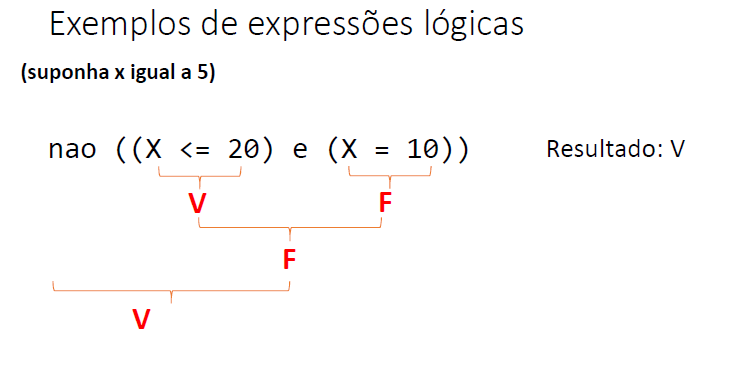 Exemplos de expressões lógicas
(suponha x igual a 5)
nao ((X <= 20) e (X = 10)) Resultado: V
V F
F
V